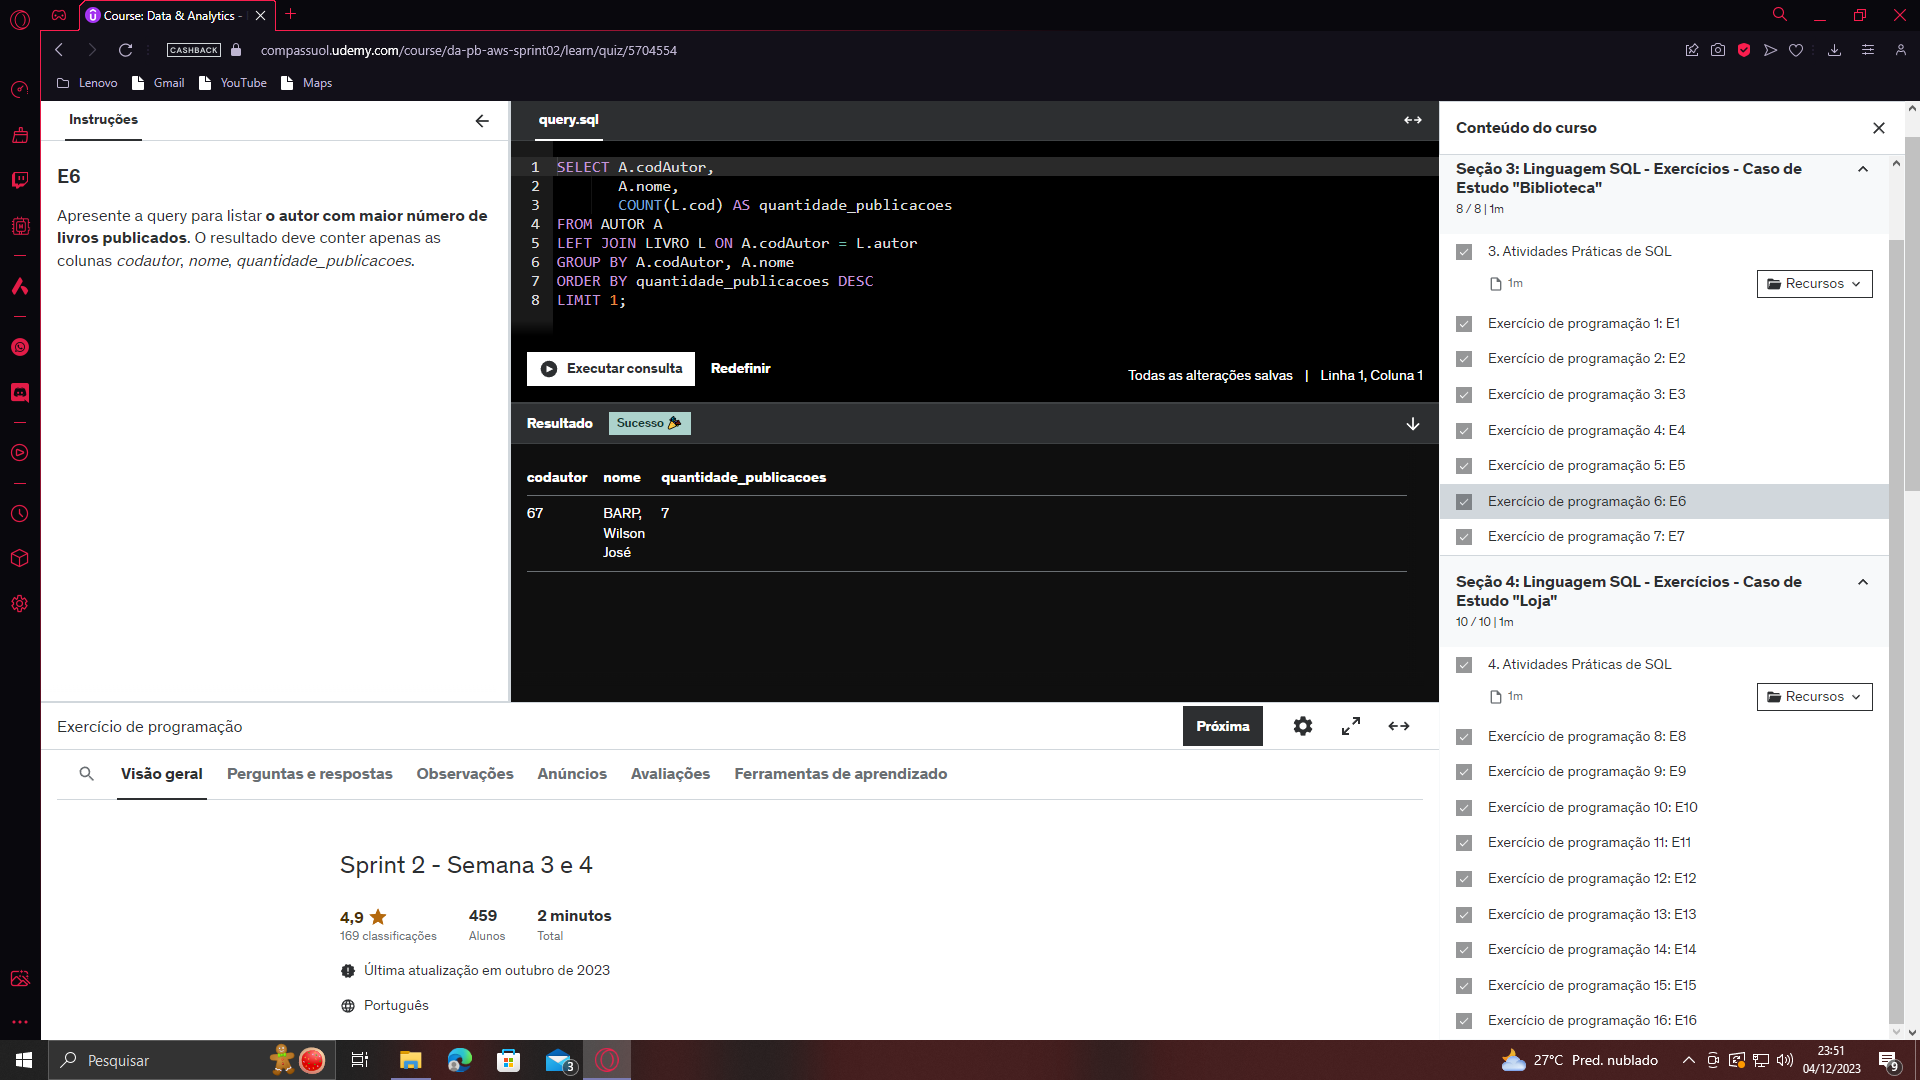 Course: Data & Analytics -
CASHBACK
compassuol.udemy.com/course/da-pb-aws-sprint02/learn/quiz/5704554
Lenovo
Gmail
YouTube
Maps
Instruções
E6
Apresente a query para listar o autor com maior número de
livros publicados. O resultado deve conter apenas as
colunas codautor, nome, quantidade_publicacoes.
query.sql
1 SELECT A.codAutor,
2 A.nome,
3 COUNT(L.cod) AS quantidade_publicacoes
4 FROM AUTOR A
5 LEFT JOIN LIVRO L ON A.codAutor = L.autor
6 GROUP BY A.codAutor, A.nome
7 ORDER BY quantidade_publicacoes DESC
8 LIMIT 1;
Executar consulta
Redefinir
Todas as alterações salvas | Linha 1, Coluna 1
Resultado
Sucesso
codautor nome quantidade_publicacoes
67 BARP, 7
Wilson
José
Exercício de programação
Próxima
Visão geral
Perguntas e respostas
Observações
Anúncios
Avaliações
Ferramentas de aprendizado
Sprint 2 - Semana 3 e 4
4,9
459
2 minutos
169 classificações
Alunos
Total
Última atualização em outubro de 2023
Português
Conteúdo do curso
Seção 3: Linguagem SQL - Exercícios - Caso de
Estudo "Biblioteca"
8 / 8 | 1m
3. Atividades Práticas de SQL
1m
Recursos
Exercício de programação 1: E1
Exercício de programação 2: E2
Exercício de programação 3: E3
Exercício de programação 4: E4
Exercício de programação 5: E5
Exercício de programação 6: E6
Exercício de programação 7: E7
Seção 4: Linguagem SQL - Exercícios - Caso de
Estudo "Loja"
10 / 10 | 1m
4. Atividades Práticas de SQL
1m
Recursos
Exercício de programação 8: E8
Exercício de programação 9: E9
Exercício de programação 10: E10
Exercício de programação 11: E11
Exercício de programação 12: E12
Exercício de programação 13: E13
Exercício de programação 14: E14
Exercício de programação 15: E15
Exercício de programação 16: E16
Pesquisar
3
27°C Pred. nublado
23:51
04/12/2023
9